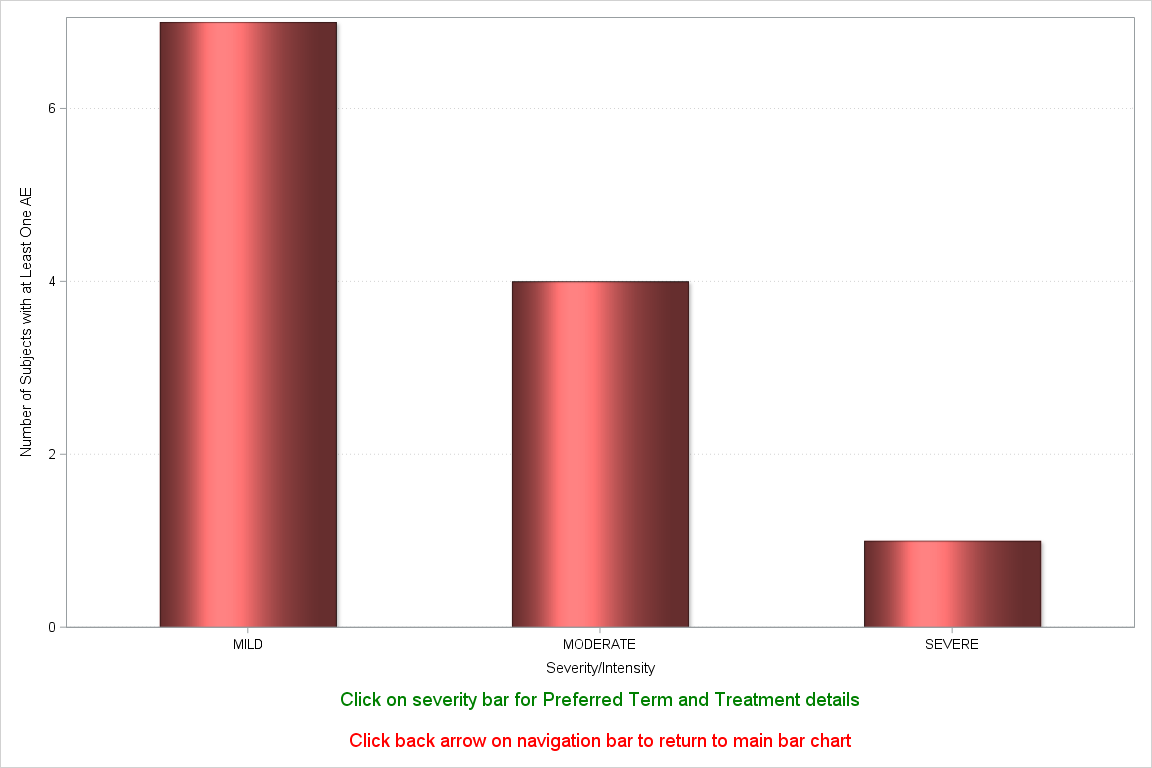 Number of Subjects with at Least One AE
6
4
2
0
MILD
MODERATE
SEVERE
Severity/Intensity
Click on severity bar for Preferred Term and Treatment details
Click back arrow on navigation bar to return to main bar chart